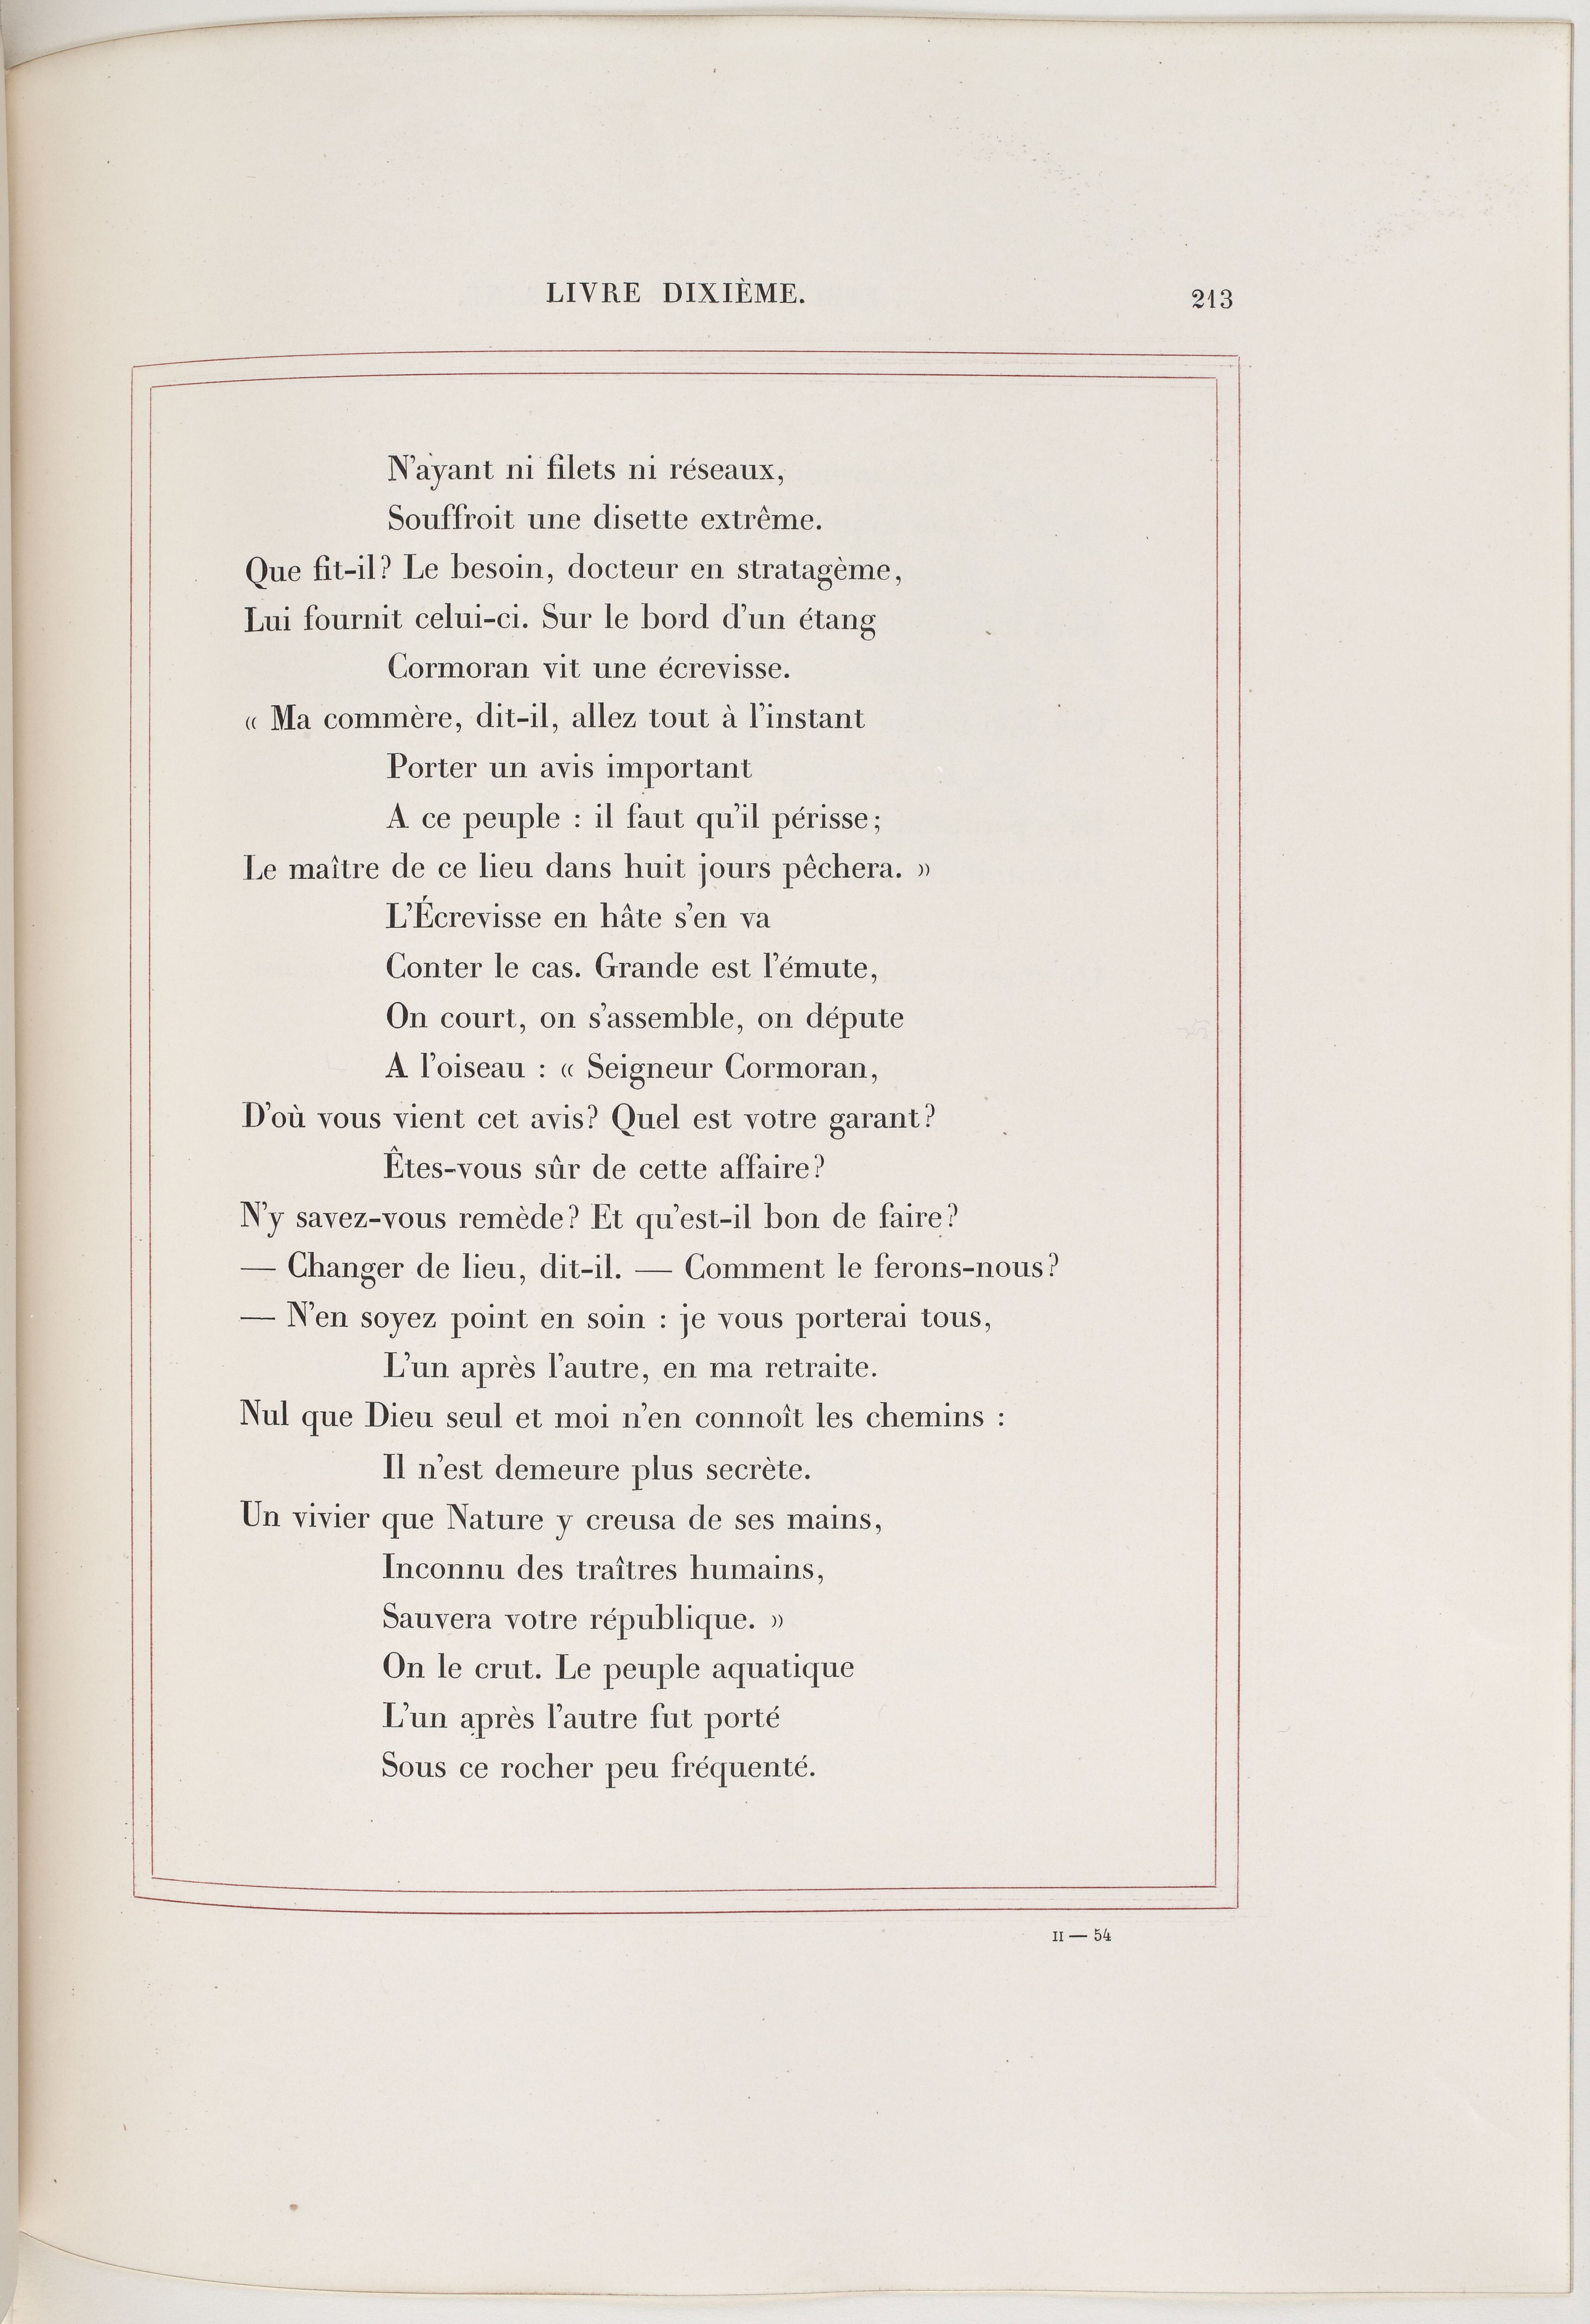 LIVRE DIXIÈME. 213
N'ayant ni filets ni réseaux,
Souffroit une disette extrême.
Que fit-il? Le besoin, docteur en stratagème,
Lui fournit celui-ci. Sur le bord d'un étang
Cormoran vit une écrevisse.
« Ma commère, dit-il, allez tout à l'instant
Porter un avis important
A ce peuple : il faut qu'il périsse;
Le maître de ce lieu dans huit jours pêchera. »
L'Écrevisse en hâte s'en va
Conter le cas. Grande est l'émute,
On court, on s'assemble, on députe
A l'oiseau : « Seigneur Cormoran,
D'où vous vient cet avis? Quel est votre garant?
Êtes-vous sûr de cette affaire?
N'y savez-vous remède? Et qu'est-il bon de faire?
— Changer de lieu, dit-il. — Comment le ferons-nous?
— N'en soyez point en soin : je vous porterai tous,
L'un après l'autre, en ma retraite.
Nul que Dieu seul et moi n'en connoît les chemins :
Il n'est demeure plus secrète.
Un vivier que Nature y creusa de ses mains,
Inconnu des traîtres humains,
Sauvera votre république. »
On le crut. Le peuple aquatique
L'un après l'autre fut porté
Sous ce rocher peu fréquenté.
II — 54